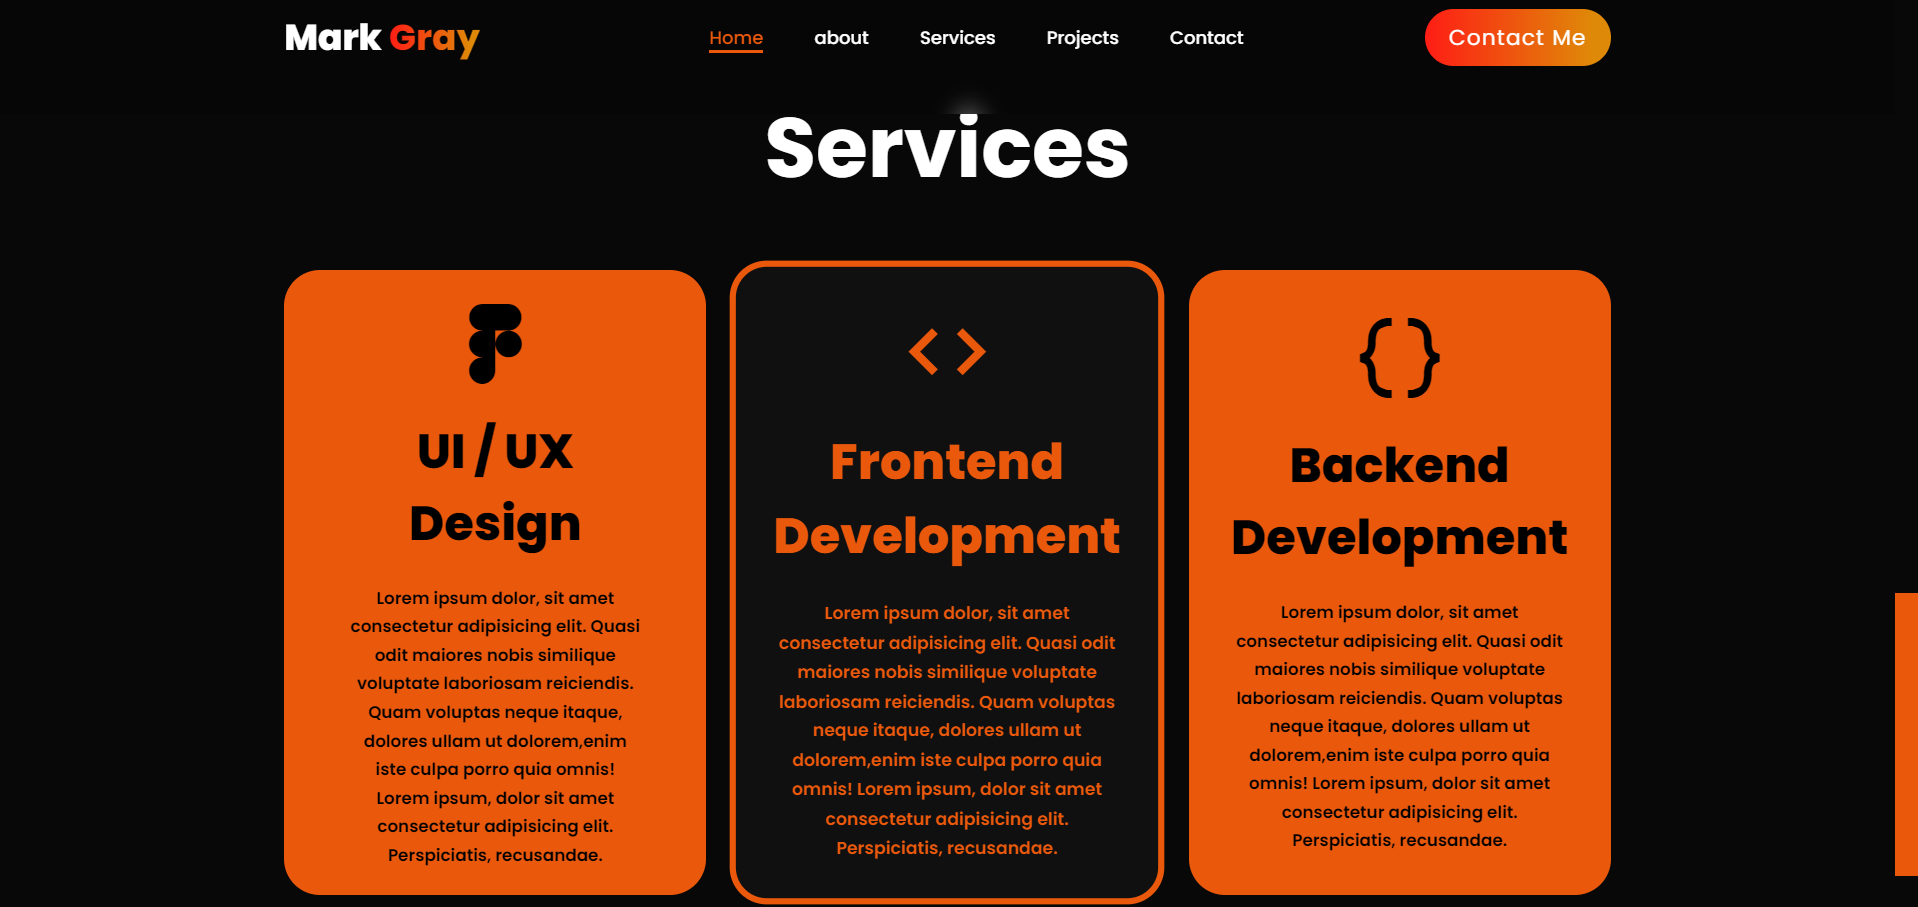 Mark Gray
Home
about
Services
Projects
Contact
Contact Me
Services
UI / UX
Design
Lorem ipsum dolor, sit amet
consectetur adipisicing elit. Quasi
odit maiores nobis similique
voluptate laboriosam reiciendis.
Quam voluptas neque itaque,
dolores ullam ut dolorem,enim
iste culpa porro quia omnis!
Lorem ipsum, dolor sit amet
consectetur adipisicing elit.
Perspiciatis, recusandae.
Frontend
Development
Lorem ipsum dolor, sit amet
consectetur adipisicing elit. Quasi odit
maiores nobis similique voluptate
laboriosam reiciendis. Quam voluptas
neque itaque, dolores ullam ut
dolorem,enim iste culpa porro quia
omnis! Lorem ipsum, dolor sit amet
consectetur adipisicing elit.
Perspiciatis, recusandae.
Backend
Development
Lorem ipsum dolor, sit amet
consectetur adipisicing elit. Quasi odit
maiores nobis similique voluptate
laboriosam reiciendis. Quam voluptas
neque itaque, dolores ullam ut
dolorem,enim iste culpa porro quia
omnis! Lorem ipsum, dolor sit amet
consectetur adipisicing elit.
Perspiciatis, recusandae.